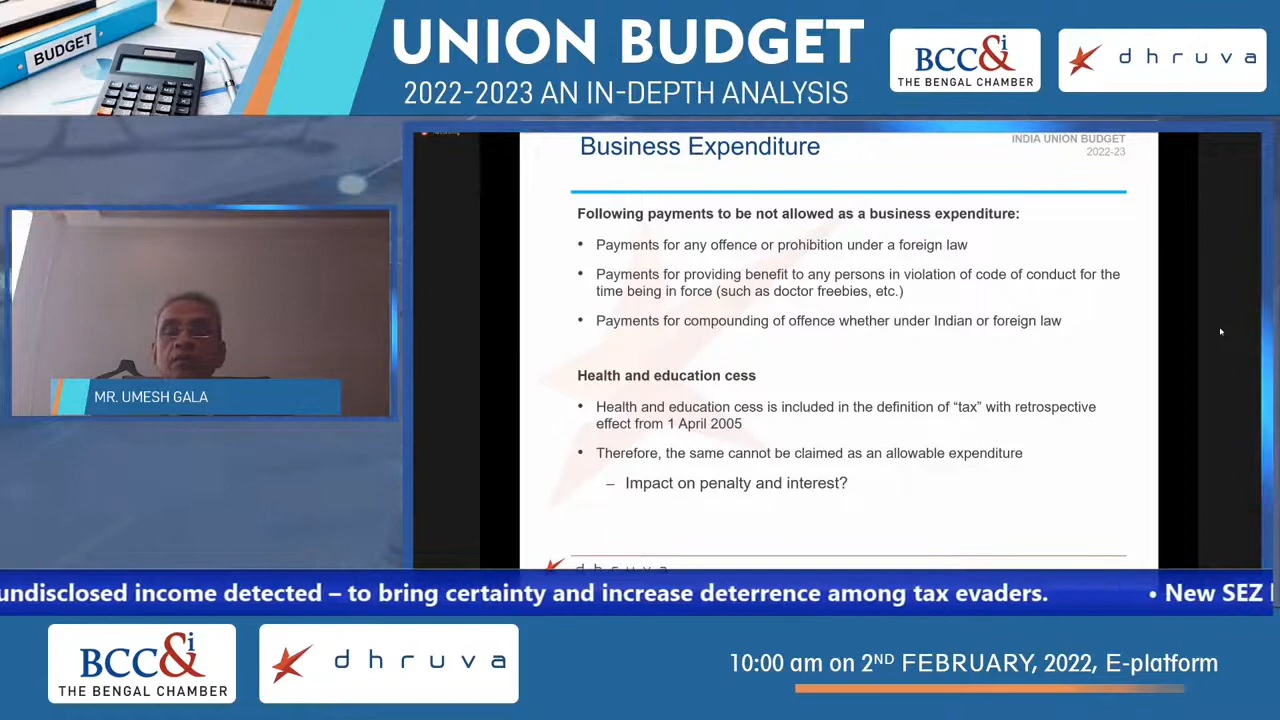 BUDGET
UNION BUDGET
2022-2023 AN IN-DEPTH ANALYSIS
BCC&i
THE BENGAL CHAMBER
dhruva
Business Expenditure
INDIA UNION BUDGET
2022-23
Following payments to be not allowed as a business expenditure:
• Payments for any offence or prohibition under a foreign law
• Payments for providing benefit to any persons in violation of code of conduct for the
time being in force (such as doctor freebies, etc.)
• Payments for compounding of offence whether under Indian or foreign law
Health and education cess
• Health and education cess is included in the definition of “tax” with retrospective
effect from 1 April 2005
• Therefore, the same cannot be claimed as an allowable expenditure
– Impact on penalty and interest?
dhruva
MR. UMESH GALA
undisclosed income detected – to bring certainty and increase deterrence among tax evaders. • New SEZ
BCC&i
THE BENGAL CHAMBER
dhruva
10:00 am on 2ND FEBRUARY, 2022, E-platform